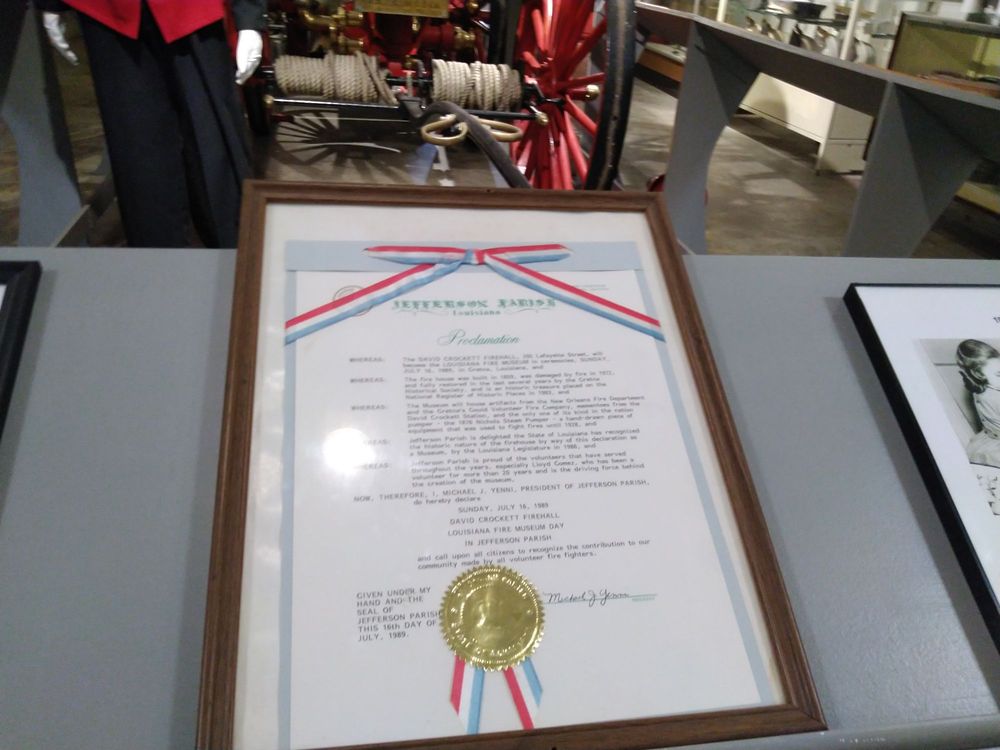 JEFFERSON PARISH
Louisiana
Proclamation
WHEREAS: The DAVID CROCKETT FIREHALL, 205 Lafayette Street, will
become the LOUISIANA FIRE MUSEUM in ceremonies, SUNDAY,
JULY 16, 1989, in Gretna, Louisiana, and
WHEREAS: The fire house was built in 1859, was damaged by fire in 1972,
and fully restored in the last several years by the Gretna
Historical Society, and is an historic treasure placed on the
National Register of Historic Places in 1983, and
WHEREAS: The Museum will house artifacts from the New Orleans Fire Department
and the Gretna's Gould Volunteer Fire Company, mementoes from the
David Crockett Station, and the only one of its kind in the nation
pumper - the 1876 Nichols Steam Pumper - a hand-drawn piece of
equipment that was used to fight fires until 1928, and
WHEREAS: Jefferson Parish is delighted the State of Louisiana has recognized
the historic nature of the firehouse by way of this declaration as
a Museum, by the Louisiana Legislature in 1988, and
WHEREAS: Jefferson Parish is proud of the volunteers that have served
throughout the years, especially Lloyd Gomez, who has been a
volunteer for more than 25 years and is the driving force behind
the creation of the museum.
NOW, THEREFORE, I, MICHAEL J. YENNI, PRESIDENT OF JEFFERSON PARISH,
do hereby declare
SUNDAY, JULY 16, 1989
DAVID CROCKETT FIREHALL
LOUISIANA FIRE MUSEUM DAY
IN JEFFERSON PARISH
and call upon all citizens to recognize the contribution to our
community made by all volunteer fire fighters.
GIVEN UNDER MY
HAND AND THE
SEAL OF
JEFFERSON PARISH
THIS 16th DAY OF
JULY, 1989.
Michael J Yenni
PRESIDENT